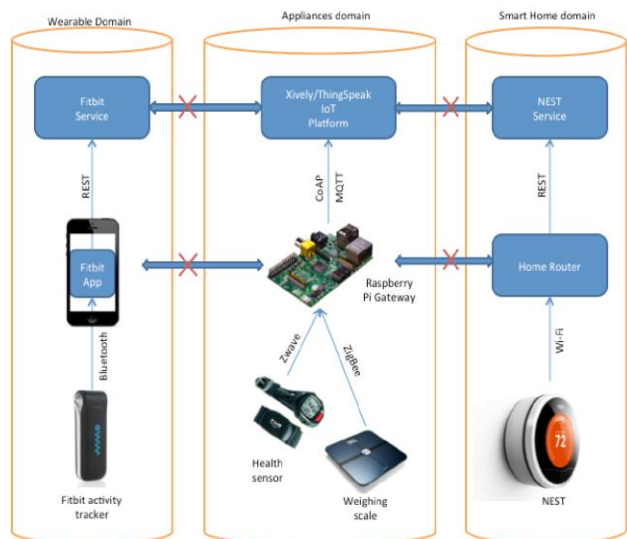 Wearable Domain
Appliances domain
Smart Home domain
Fitbit
Service
Xively/ThingSpeak
IoT
Platform
NEST
Service
REST
CoAP
MQTT
REST
Fitbit
App
Raspberry
Pi Gateway
Home Router
Bluetooth
Zwave
ZigBee
Wi-Fi
72
Health
sensor
Fitbit activity
tracker
Weighing
scale
NEST